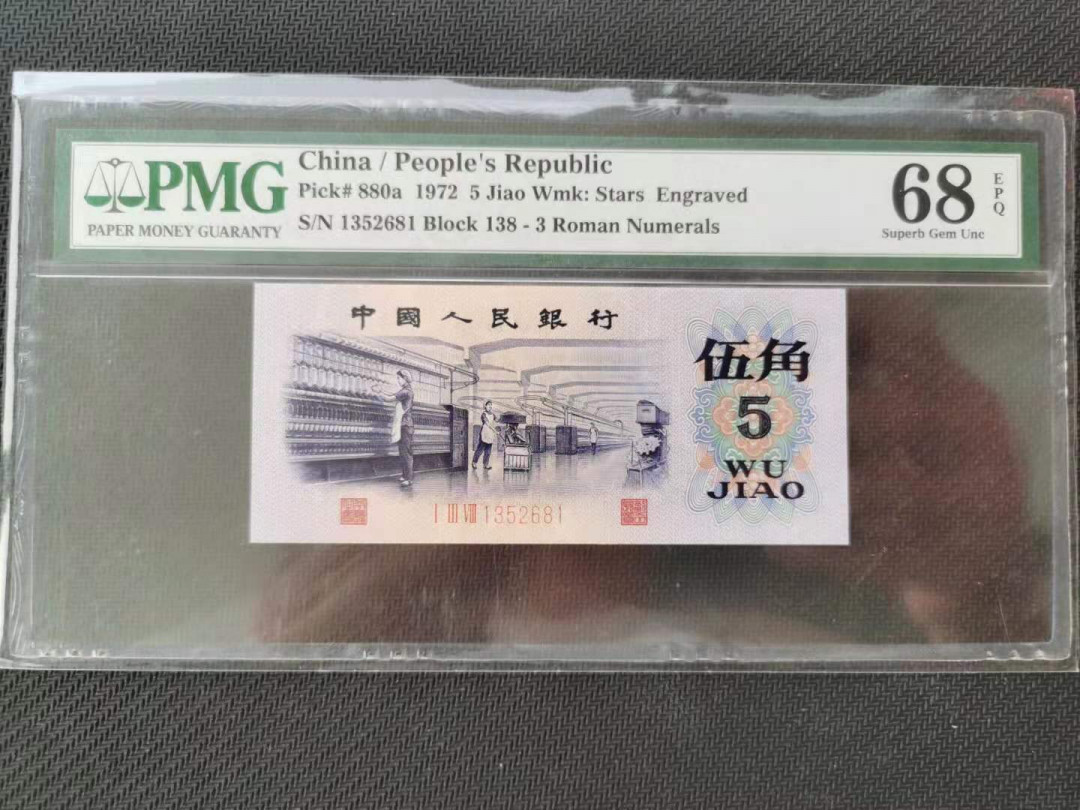 PMG
PAPER MONEY GUARANTY
China / People's Republic
Pick# 880a 1972 5 Jiao Wmk: Stars Engraved
S/N 1352681 Block 138 - 3 Roman Numerals
68
EPQ
Superb Gem Unc
中國人民銀行
伍角
5
WU
JIAO
I III VIII 1352681